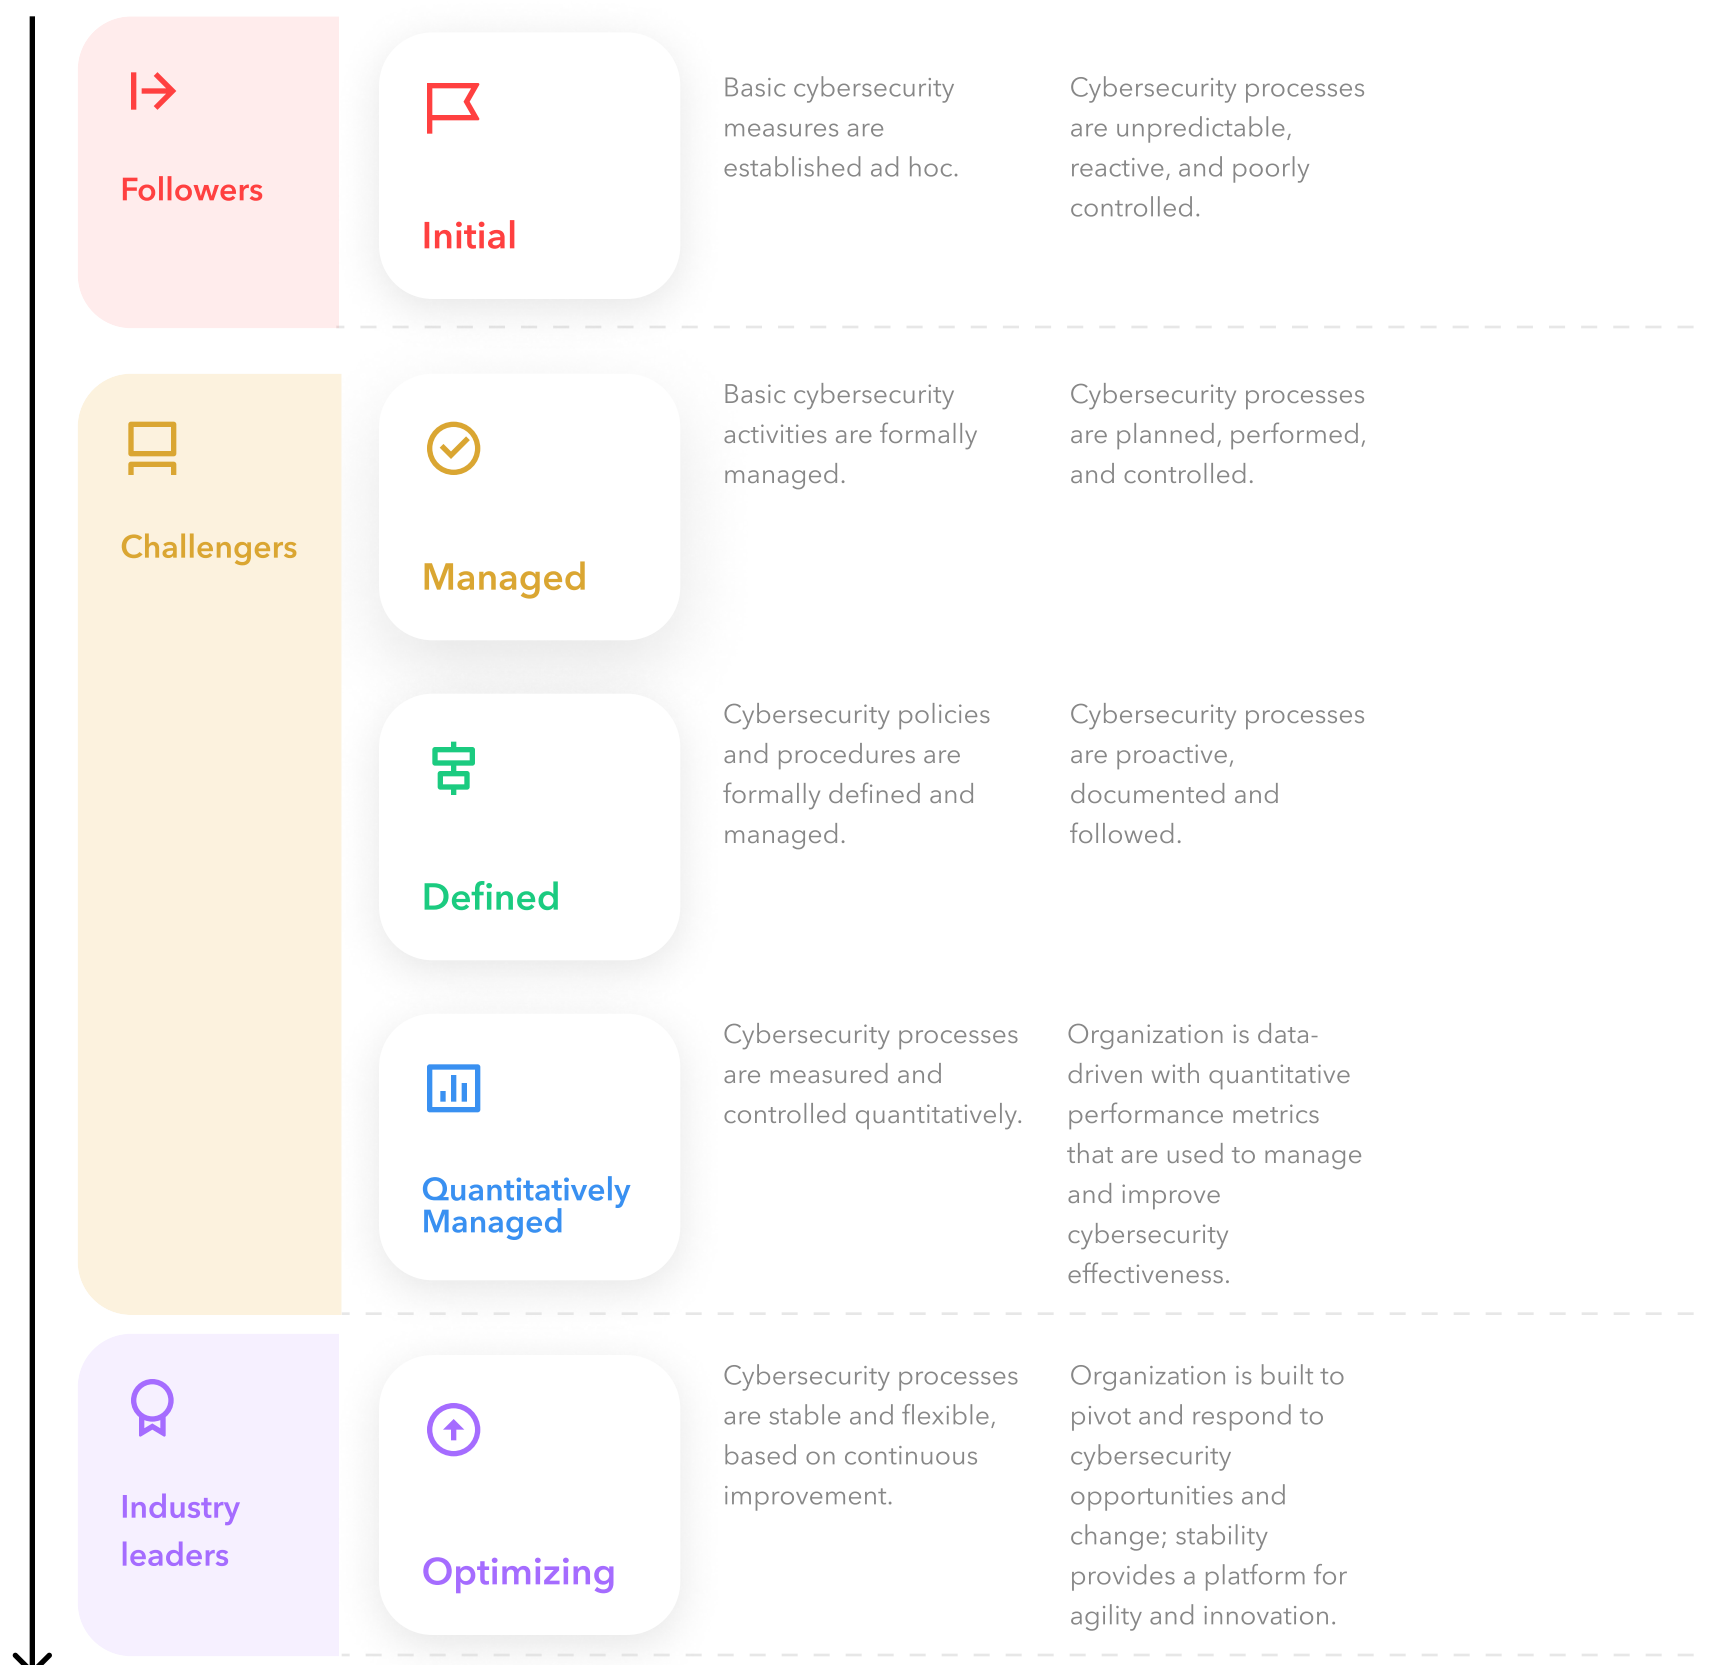 Followers
Initial
Basic cybersecurity
measures are
established ad hoc.
Cybersecurity processes
are unpredictable,
reactive, and poorly
controlled.
Challengers
Managed
Basic cybersecurity
activities are formally
managed.
Cybersecurity processes
are planned, performed,
and controlled.
Defined
Cybersecurity policies
and procedures are
formally defined and
managed.
Cybersecurity processes
are proactive,
documented and
followed.
Quantitatively
Managed
Cybersecurity processes
are measured and
controlled quantitatively.
Organization is data-
driven with quantitative
performance metrics
that are used to manage
and improve
cybersecurity
effectiveness.
Industry
leaders
Optimizing
Cybersecurity processes
are stable and flexible,
based on continuous
improvement.
Organization is built to
pivot and respond to
cybersecurity
opportunities and
change; stability
provides a platform for
agility and innovation.